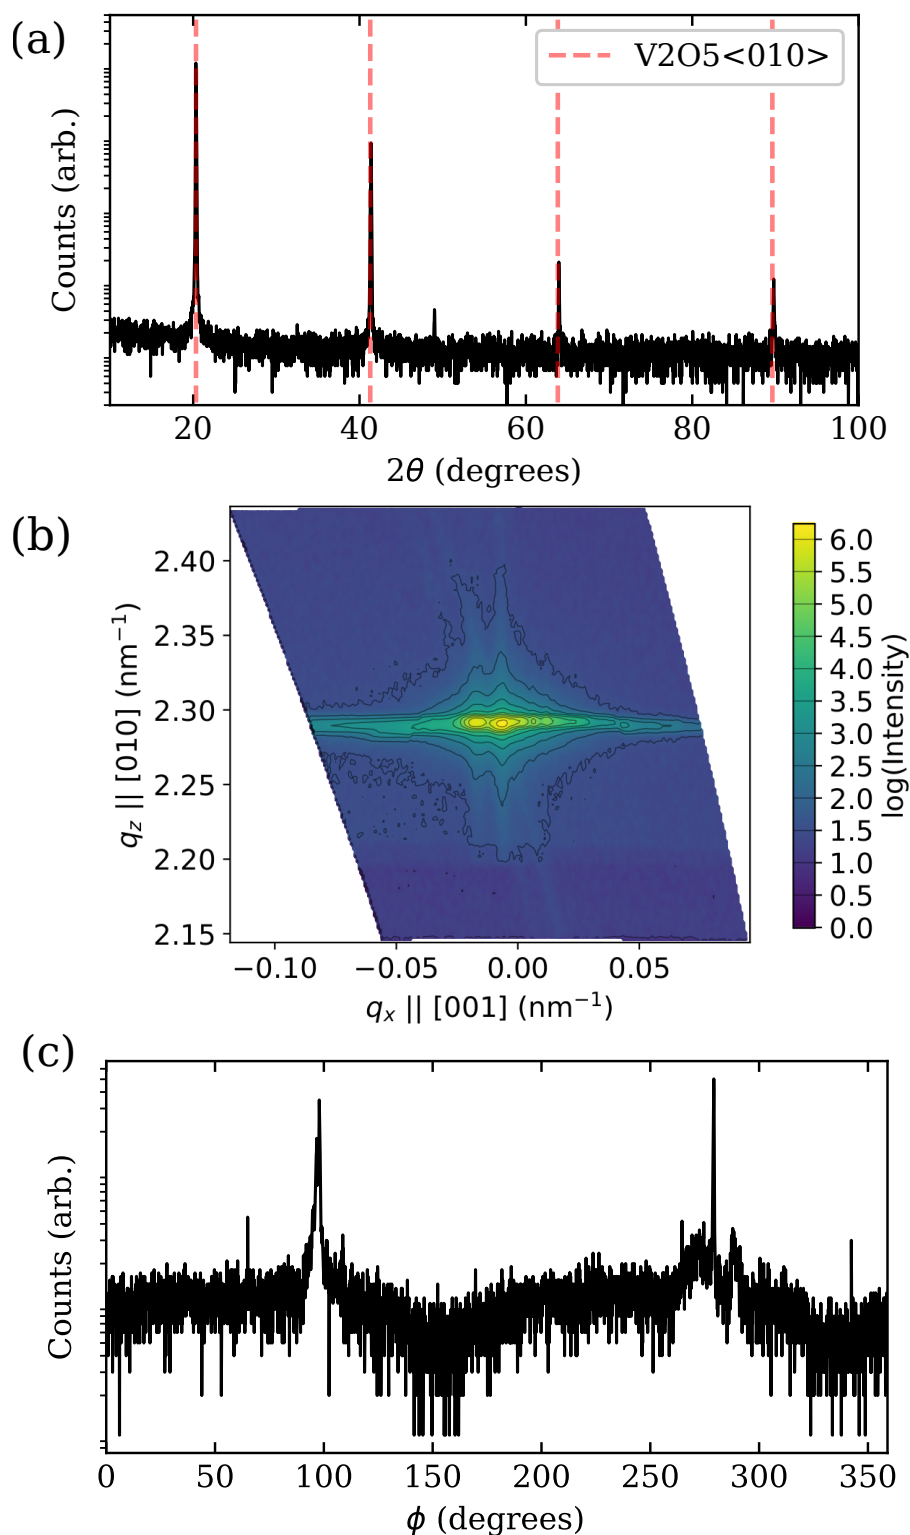 (a)
V2O5<010>
Counts (arb.)
20 40 60 80 100
2θ (degrees)
(b)
2.40
2.35
2.30
2.25
2.20
2.15
q_z || [010] (nm⁻¹)
−0.10 −0.05 0.00 0.05
q_x || [001] (nm⁻¹)
6.0
5.5
5.0
4.5
4.0
3.5
3.0
2.5
2.0
1.5
1.0
0.5
0.0
log(Intensity)
(c)
Counts (arb.)
0 50 100 150 200 250 300 350
ϕ (degrees)